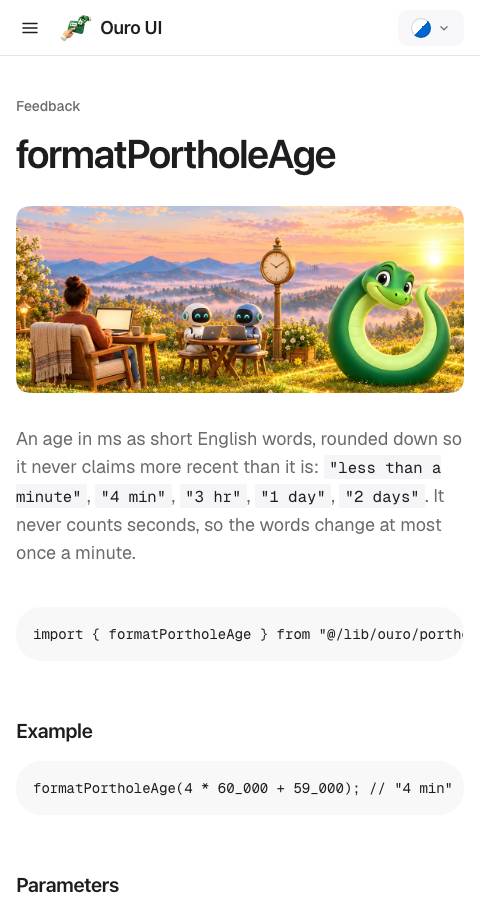 Ouro UI
Feedback
formatPortholeAge
An age in ms as short English words, rounded down so
it never claims more recent than it is: "less than a
minute", "4 min", "3 hr", "1 day", "2 days". It
never counts seconds, so the words change at most
once a minute.
import { formatPortholeAge } from "@/lib/ouro/porth
Example
formatPortholeAge(4 * 60_000 + 59_000); // "4 min"
Parameters